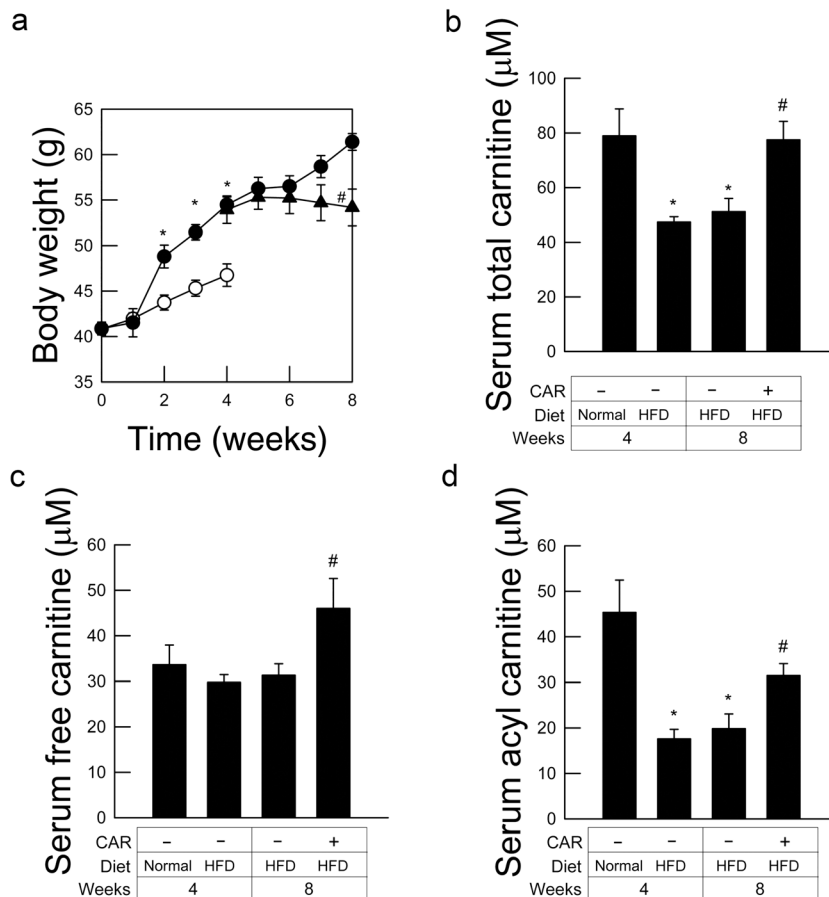 a
Body weight (g)
65
60
55
50
45
40
35
* * * #
0 2 4 6 8
Time (weeks)
b
Serum total carnitine (μM)
100
80
60
40
20
0
* * #
CAR – – – +
Diet Normal HFD HFD HFD
Weeks 4 8
c
Serum free carnitine (μM)
60
50
40
30
20
10
0
#
CAR – – – +
Diet Normal HFD HFD HFD
Weeks 4 8
d
Serum acyl carnitine (μM)
60
50
40
30
20
10
0
* * #
CAR – – – +
Diet Normal HFD HFD HFD
Weeks 4 8